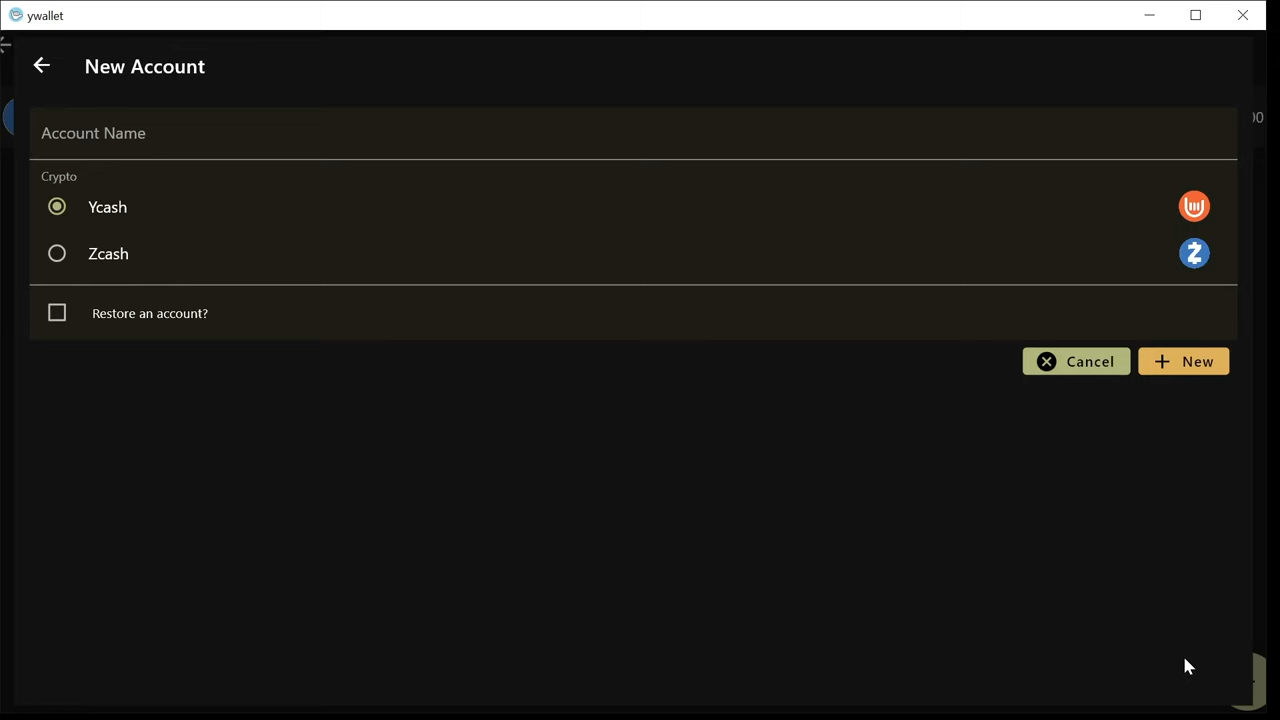 ywallet
New Account
Account Name
Crypto
Ycash
Zcash
Restore an account?
Cancel
New